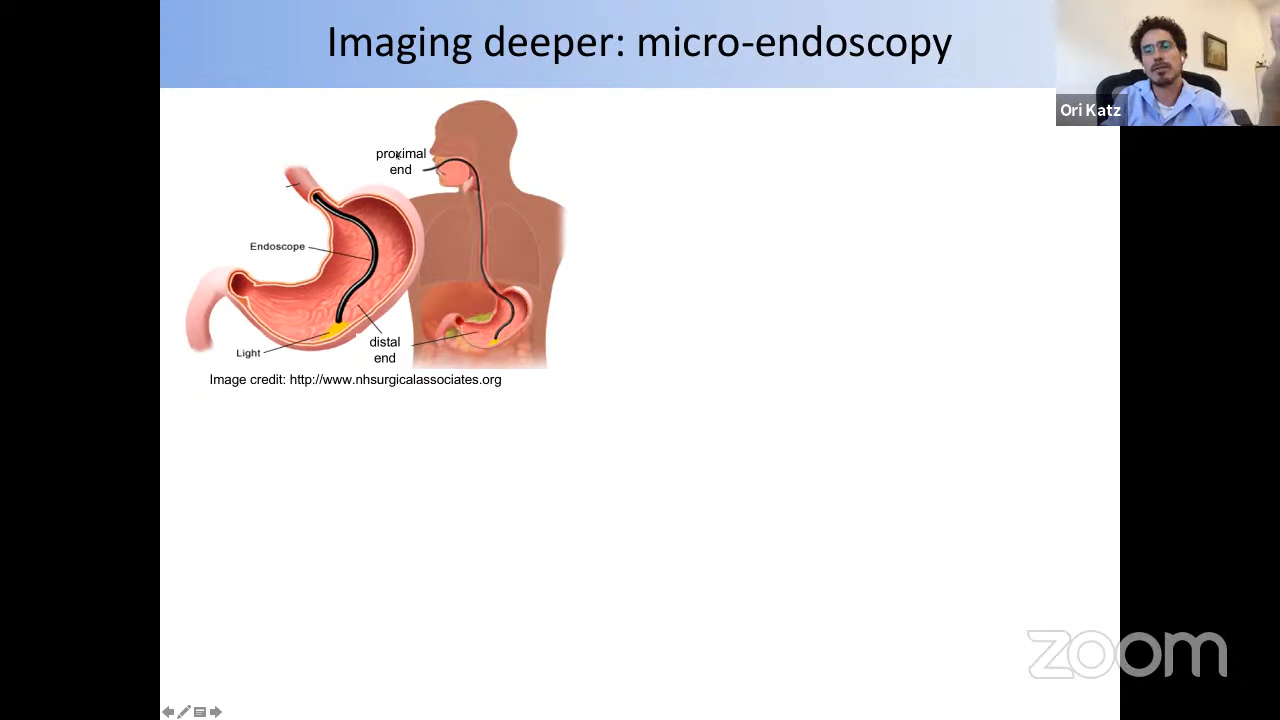 Imaging deeper: micro-endoscopy
Ori Katz
proximal
end
Endoscope
distal
end
Light
Image credit: http://www.nhsurgicalassociates.org
zoom